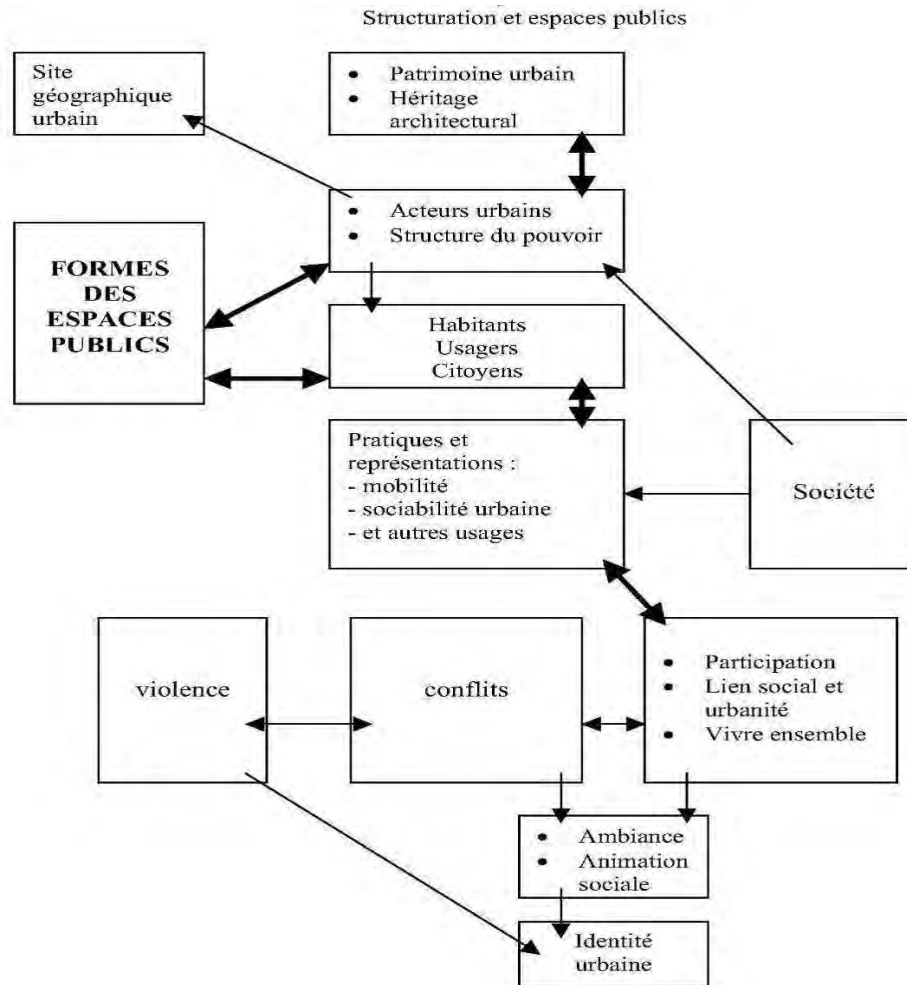 Structuration et espaces publics
Site
géographique
urbain
• Patrimoine urbain
• Héritage
architectural
• Acteurs urbains
• Structure du pouvoir
FORMES
DES
ESPACES
PUBLICS
Habitants
Usagers
Citoyens
Pratiques et
représentations :
- mobilité
- sociabilité urbaine
- et autres usages
Société
violence
conflits
• Participation
• Lien social et
urbanité
• Vivre ensemble
• Ambiance
• Animation
sociale
Identité
urbaine